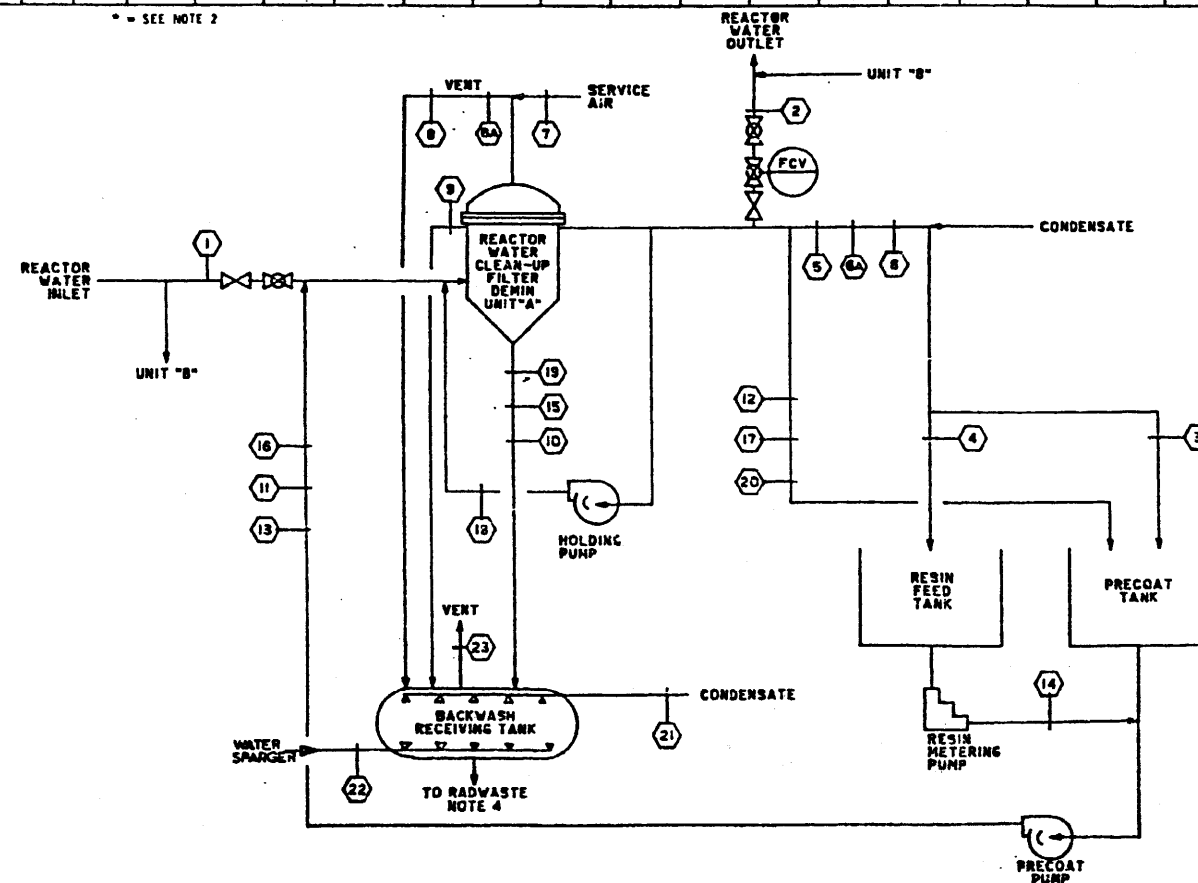 * = SEE NOTE 2
REACTOR
WATER
OUTLET
UNIT "B"
VENT
SERVICE
AIR
8
8A
7
2
FCV
9
1
REACTOR
WATER
INLET
REACTOR
WATER
CLEAN-UP
FILTER
DEMIN
UNIT "A"
CONDENSATE
5
6A
6
UNIT "B"
19
15
10
12
17
20
4
3
16
11
13
18
HOLDING
PUMP
RESIN
FEED
TANK
PRECOAT
TANK
VENT
23
CONDENSATE
21
BACKWASH
RECEIVING TANK
WATER
SPARGER
22
TO RADWASTE
NOTE 4
14
RESIN
METERING
PUMP
PRECOAT
PUMP